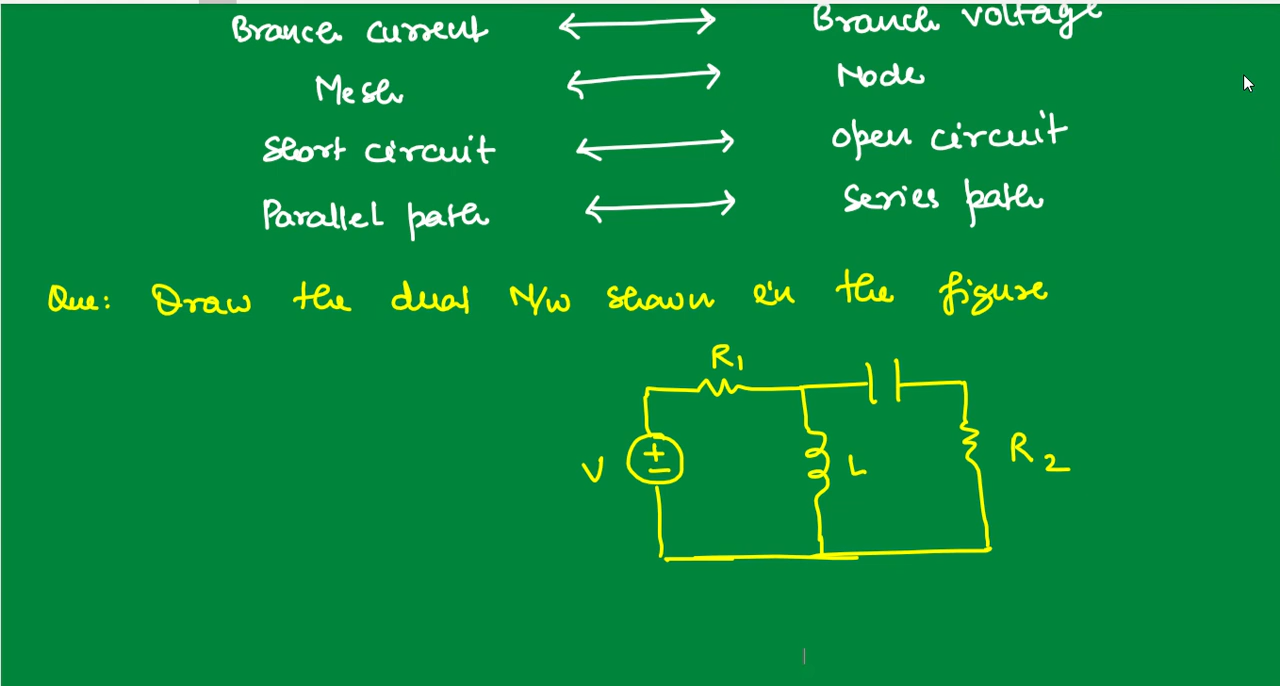 Brance current ⟷ Branch voltage
Mesh ⟷ Node
Short circuit ⟷ open circuit
Parallel path ⟷ Series path
Que: Draw the dual N/w shown in the figure
R1
V + - L R2